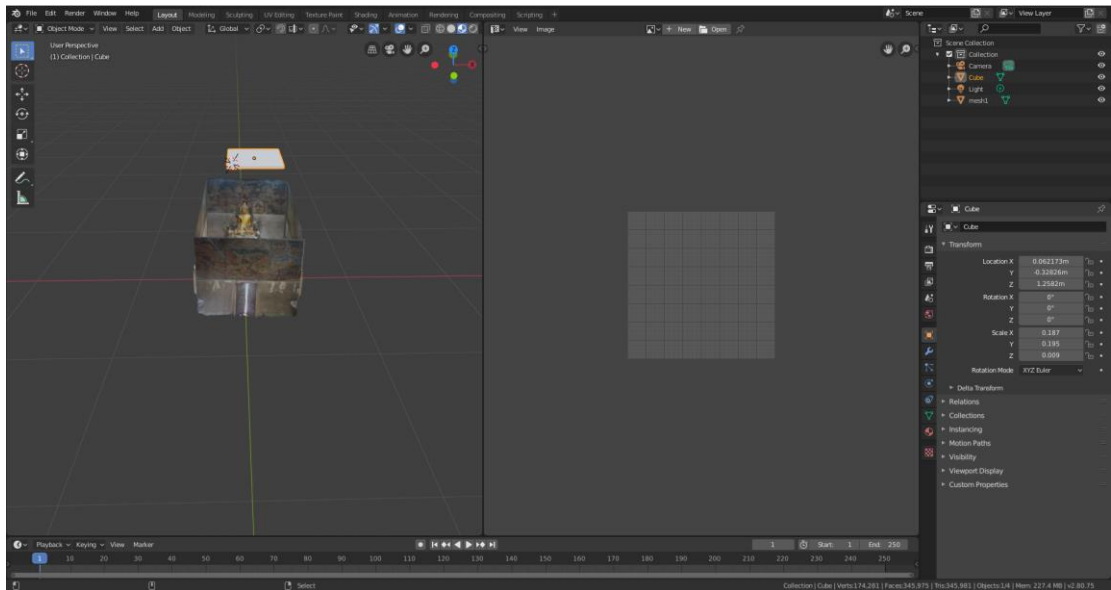 File Edit Render Window Help Layout Modeling Sculpting UV Editing Texture Paint Shading Animation Rendering Compositing Scripting + Scene View Layer
Object Mode View Select Add Object Global View Image New Open
User Perspective
(1) Collection | Cube
Scene Collection
Collection
Camera
Cube
Light
mesh1
Cube
Cube
Transform
Location X 0.062173m
Y -0.32826m
Z 1.2582m
Rotation X 0°
Y 0°
Z 0°
Scale X 0.187
Y 0.195
Z 0.009
Rotation Mode XYZ Euler
Delta Transform
Relations
Collections
Instancing
Motion Paths
Visibility
Viewport Display
Custom Properties
Playback Keying View Marker 1 Start: 1 End: 250
1 10 20 30 40 50 60 70 80 90 100 110 120 130 140 150 160 170 180 190 200 210 220 230 240 250
Select Collection | Cube | Verts:174,281 | Faces:345,975 | Tris:345,981 | Objects:1/4 | Mem: 227.4 MB | v2.80.75